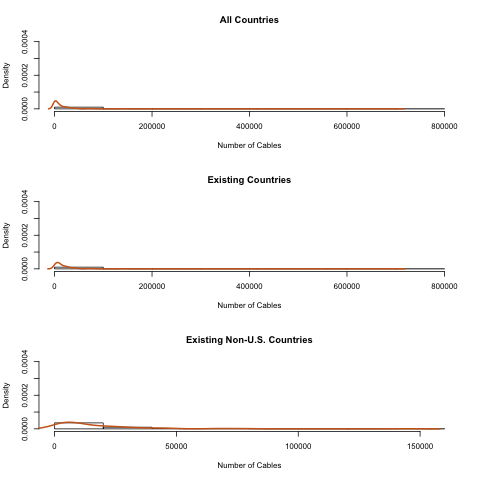 All Countries
0.0004
0.0002
0.0000
Density
0 200000 400000 600000 800000
Number of Cables
Existing Countries
0.0004
0.0002
0.0000
Density
0 200000 400000 600000 800000
Number of Cables
Existing Non-U.S. Countries
0.0004
0.0002
0.0000
Density
0 50000 100000 150000
Number of Cables